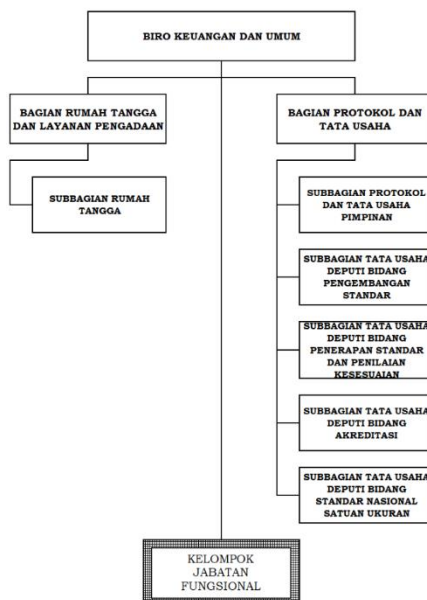 BIRO KEUANGAN DAN UMUM
BAGIAN RUMAH TANGGA
DAN LAYANAN PENGADAAN
BAGIAN PROTOKOL DAN
TATA USAHA
SUBBAGIAN RUMAH
TANGGA
SUBBAGIAN PROTOKOL
DAN TATA USAHA
PIMPINAN
SUBBAGIAN TATA USAHA
DEPUTI BIDANG
PENGEMBANGAN
STANDAR
SUBBAGIAN TATA USAHA
DEPUTI BIDANG
PENERAPAN STANDAR
DAN PENILAIAN
KESESUAIAN
SUBBAGIAN TATA USAHA
DEPUTI BIDANG
AKREDITASI
SUBBAGIAN TATA USAHA
DEPUTI BIDANG
STANDAR NASIONAL
SATUAN UKURAN
KELOMPOK
JABATAN
FUNGSIONAL